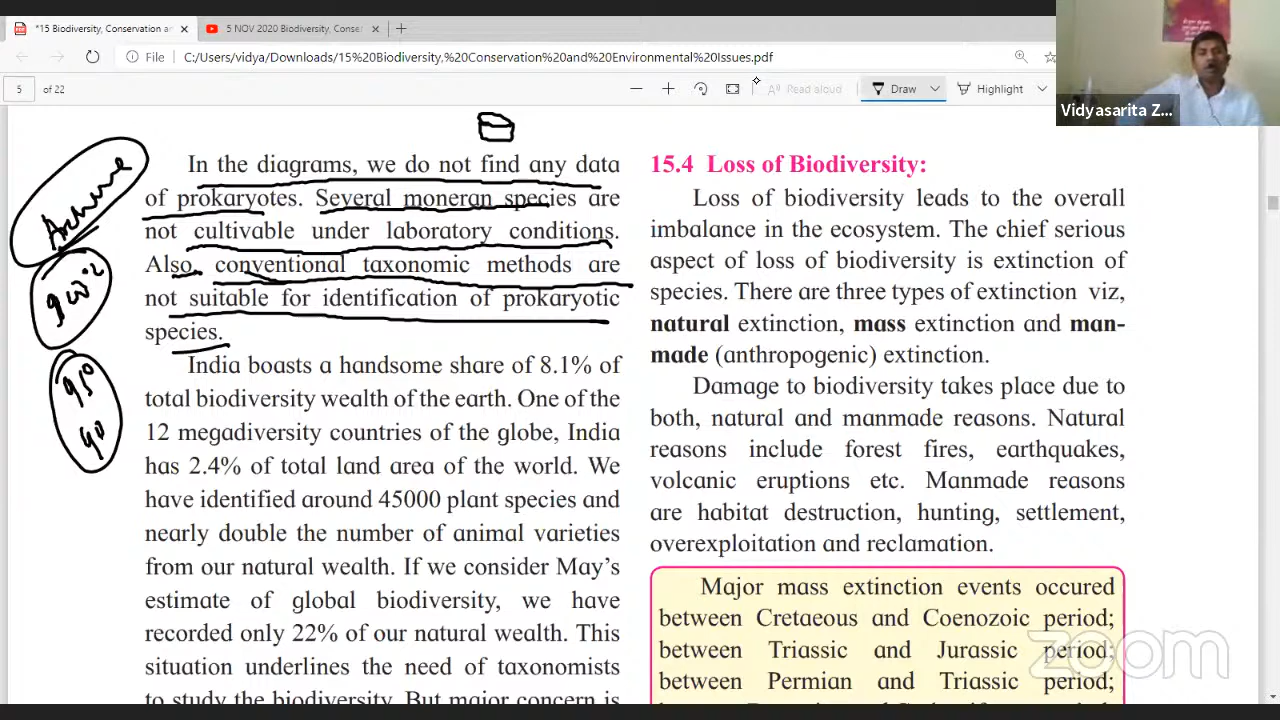 *15 Biodiversity, Conservation an
5 NOV 2020 Biodiversity, Conse
File C:/Users/vidya/Downloads/15%20Biodiversity,%20Conservation%20and%20Environmental%20Issues.pdf
5 of 22
Read aloud
Draw
Highlight
Vidyasarita Z...
In the diagrams, we do not find any data
of prokaryotes. Several moneran species are
not cultivable under laboratory conditions.
Also, conventional taxonomic methods are
not suitable for identification of prokaryotic
species.
India boasts a handsome share of 8.1% of
total biodiversity wealth of the earth. One of the
12 megadiversity countries of the globe, India
has 2.4% of total land area of the world. We
have identified around 45000 plant species and
nearly double the number of animal varieties
from our natural wealth. If we consider May's
estimate of global biodiversity, we have
recorded only 22% of our natural wealth. This
situation underlines the need of taxonomists
to study the biodiversity. But major concern is
15.4 Loss of Biodiversity:
Loss of biodiversity leads to the overall
imbalance in the ecosystem. The chief serious
aspect of loss of biodiversity is extinction of
species. There are three types of extinction viz,
natural extinction, mass extinction and man-
made (anthropogenic) extinction.
Damage to biodiversity takes place due to
both, natural and manmade reasons. Natural
reasons include forest fires, earthquakes,
volcanic eruptions etc. Manmade reasons
are habitat destruction, hunting, settlement,
overexploitation and reclamation.
Major mass extinction events occured
between Cretaeous and Coenozoic period;
between Triassic and Jurassic period;
between Permian and Triassic period;
zoom